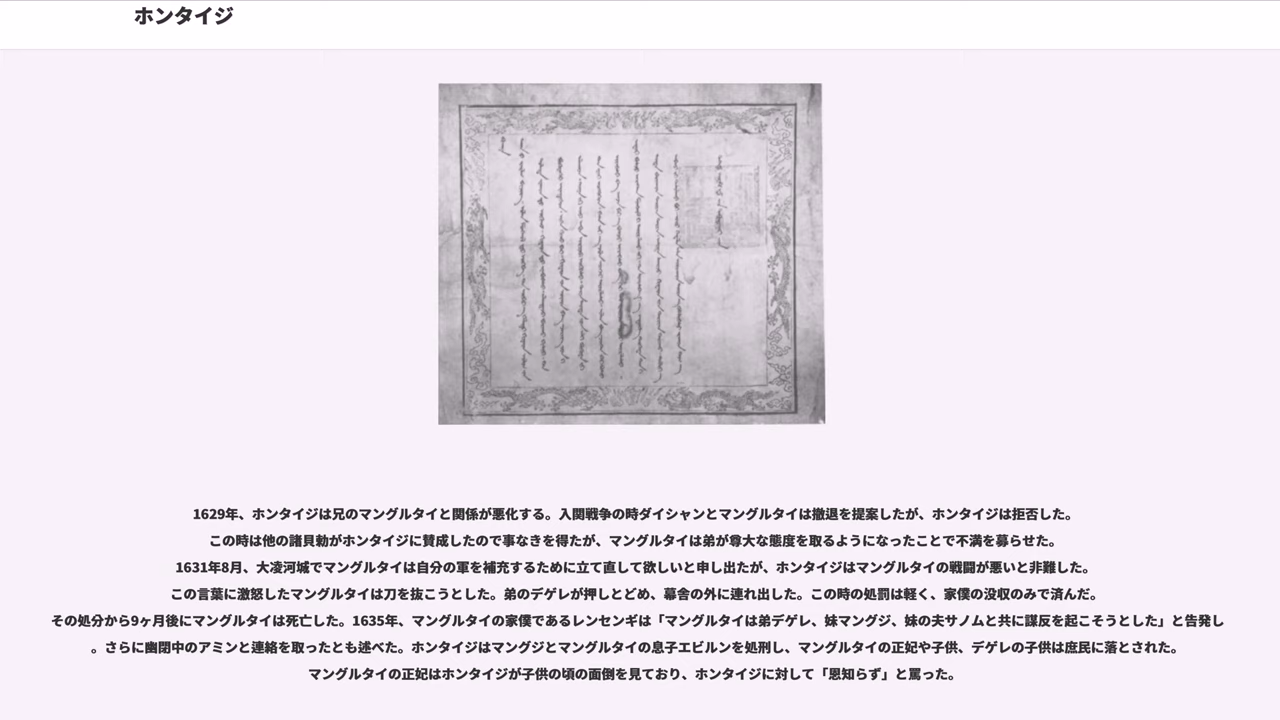 ホンタイジ
1629年、ホンタイジは兄のマングルタイと関係が悪化する。入関戦争の時ダイシャンとマングルタイは撤退を提案したが、ホンタイジは拒否した。
この時は他の諸貝勒がホンタイジに賛成したので事なきを得たが、マングルタイは弟が尊大な態度を取るようになったことで不満を募らせた。
1631年8月、大凌河城でマングルタイは自分の軍を補充するために立て直して欲しいと申し出たが、ホンタイジはマングルタイの戦闘が悪いと非難した。
この言葉に激怒したマングルタイは刀を抜こうとした。弟のデゲレが押しとどめ、幕舎の外に連れ出した。この時の処罰は軽く、家僕の没収のみで済んだ。
その処分から9ヶ月後にマングルタイは死亡した。1635年、マングルタイの家僕であるレンセンギは「マングルタイは弟デゲレ、妹マングジ、妹の夫サノムと共に謀反を起こそうとした」と告発し
。さらに幽閉中のアミンと連絡を取ったとも述べた。ホンタイジはマングジとマングルタイの息子エビルンを処刑し、マングルタイの正妃や子供、デゲレの子供は庶民に落とされた。
マングルタイの正妃はホンタイジが子供の頃の面倒を見ており、ホンタイジに対して「恩知らず」と罵った。